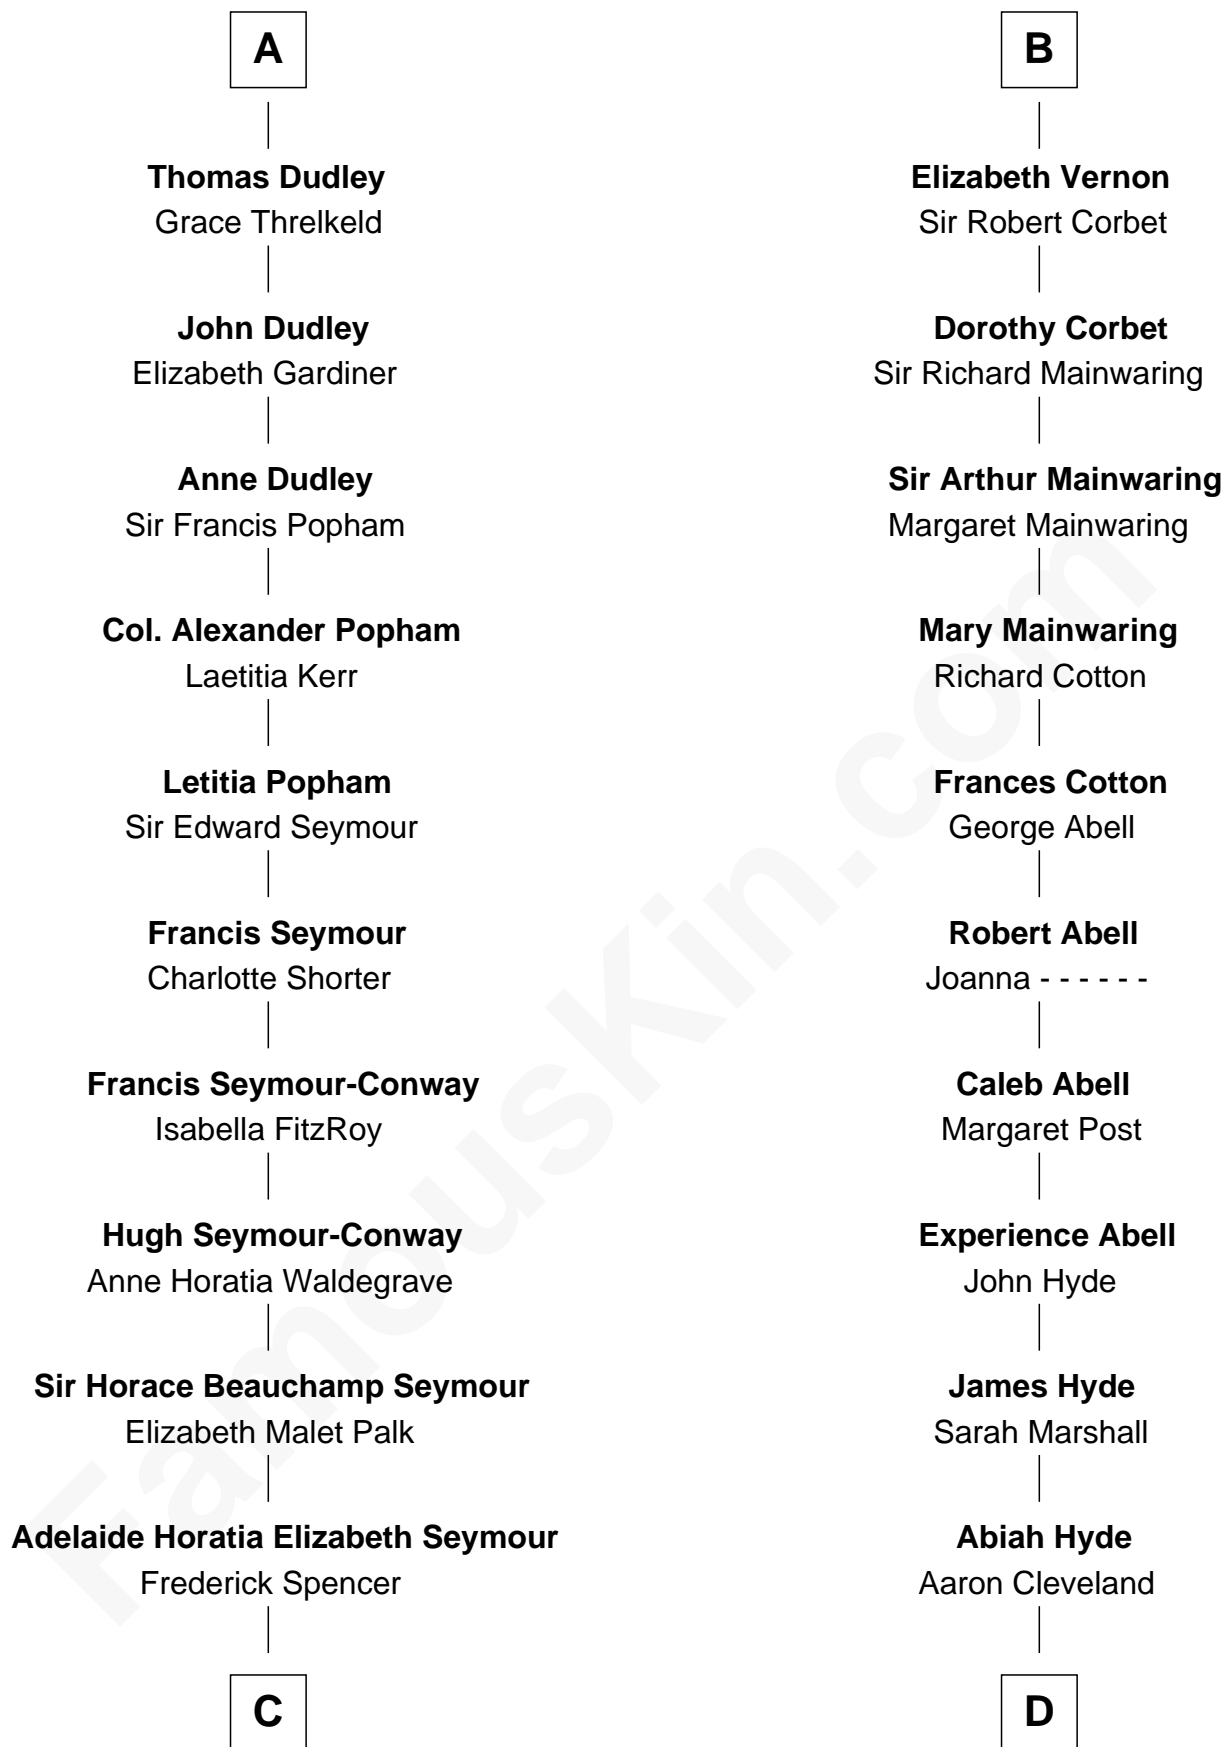 A
Thomas Dudley
Grace Threlkeld
John Dudley
Elizabeth Gardiner
Anne Dudley
Sir Francis Popham
Col. Alexander Popham
Laetitia Kerr
Letitia Popham
Sir Edward Seymour
Francis Seymour
Charlotte Shorter
Francis Seymour-Conway
Isabella FitzRoy
Hugh Seymour-Conway
Anne Horatia Waldegrave
Sir Horace Beauchamp Seymour
Elizabeth Malet Palk
Adelaide Horatia Elizabeth Seymour
Frederick Spencer
C
B
Elizabeth Vernon
Sir Robert Corbet
Dorothy Corbet
Sir Richard Mainwaring
Sir Arthur Mainwaring
Margaret Mainwaring
Mary Mainwaring
Richard Cotton
Frances Cotton
George Abell
Robert Abell
Joanna - - - - - -
Caleb Abell
Margaret Post
Experience Abell
John Hyde
James Hyde
Sarah Marshall
Abiah Hyde
Aaron Cleveland
D
FamousKin.com